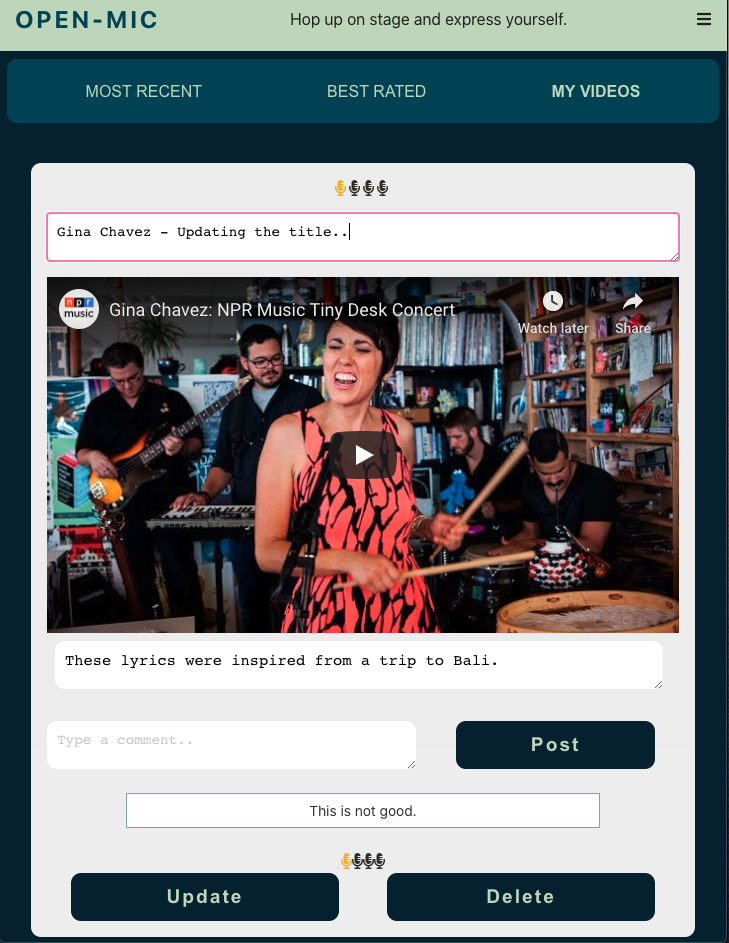 OPEN-MIC
Hop up on stage and express yourself.
MOST RECENT
BEST RATED
MY VIDEOS
Gina Chavez - Updating the title..
npr
music
Gina Chavez: NPR Music Tiny Desk Concert
Watch later
Share
These lyrics were inspired from a trip to Bali.
Type a comment..
Post
This is not good.
Update
Delete